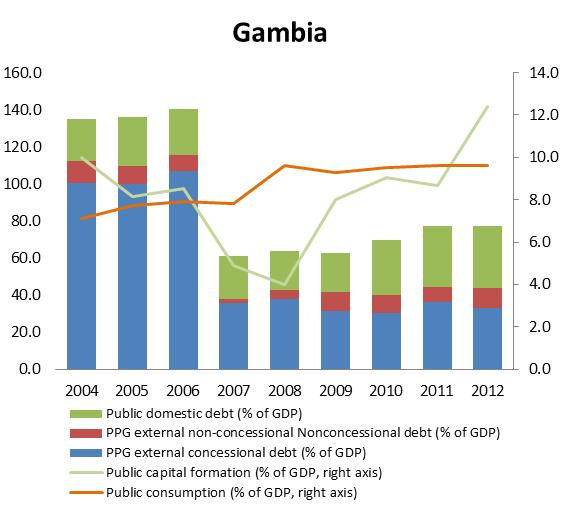 Gambia
160.0
140.0
120.0
100.0
80.0
60.0
40.0
20.0
0.0
14.0
12.0
10.0
8.0
6.0
4.0
2.0
0.0
2004 2005 2006 2007 2008 2009 2010 2011 2012
Public domestic debt (% of GDP)
PPG external non-concessional Nonconcessional debt (% of GDP)
PPG external concessional debt (% of GDP)
Public capital formation (% of GDP, right axis)
Public consumption (% of GDP, right axis)